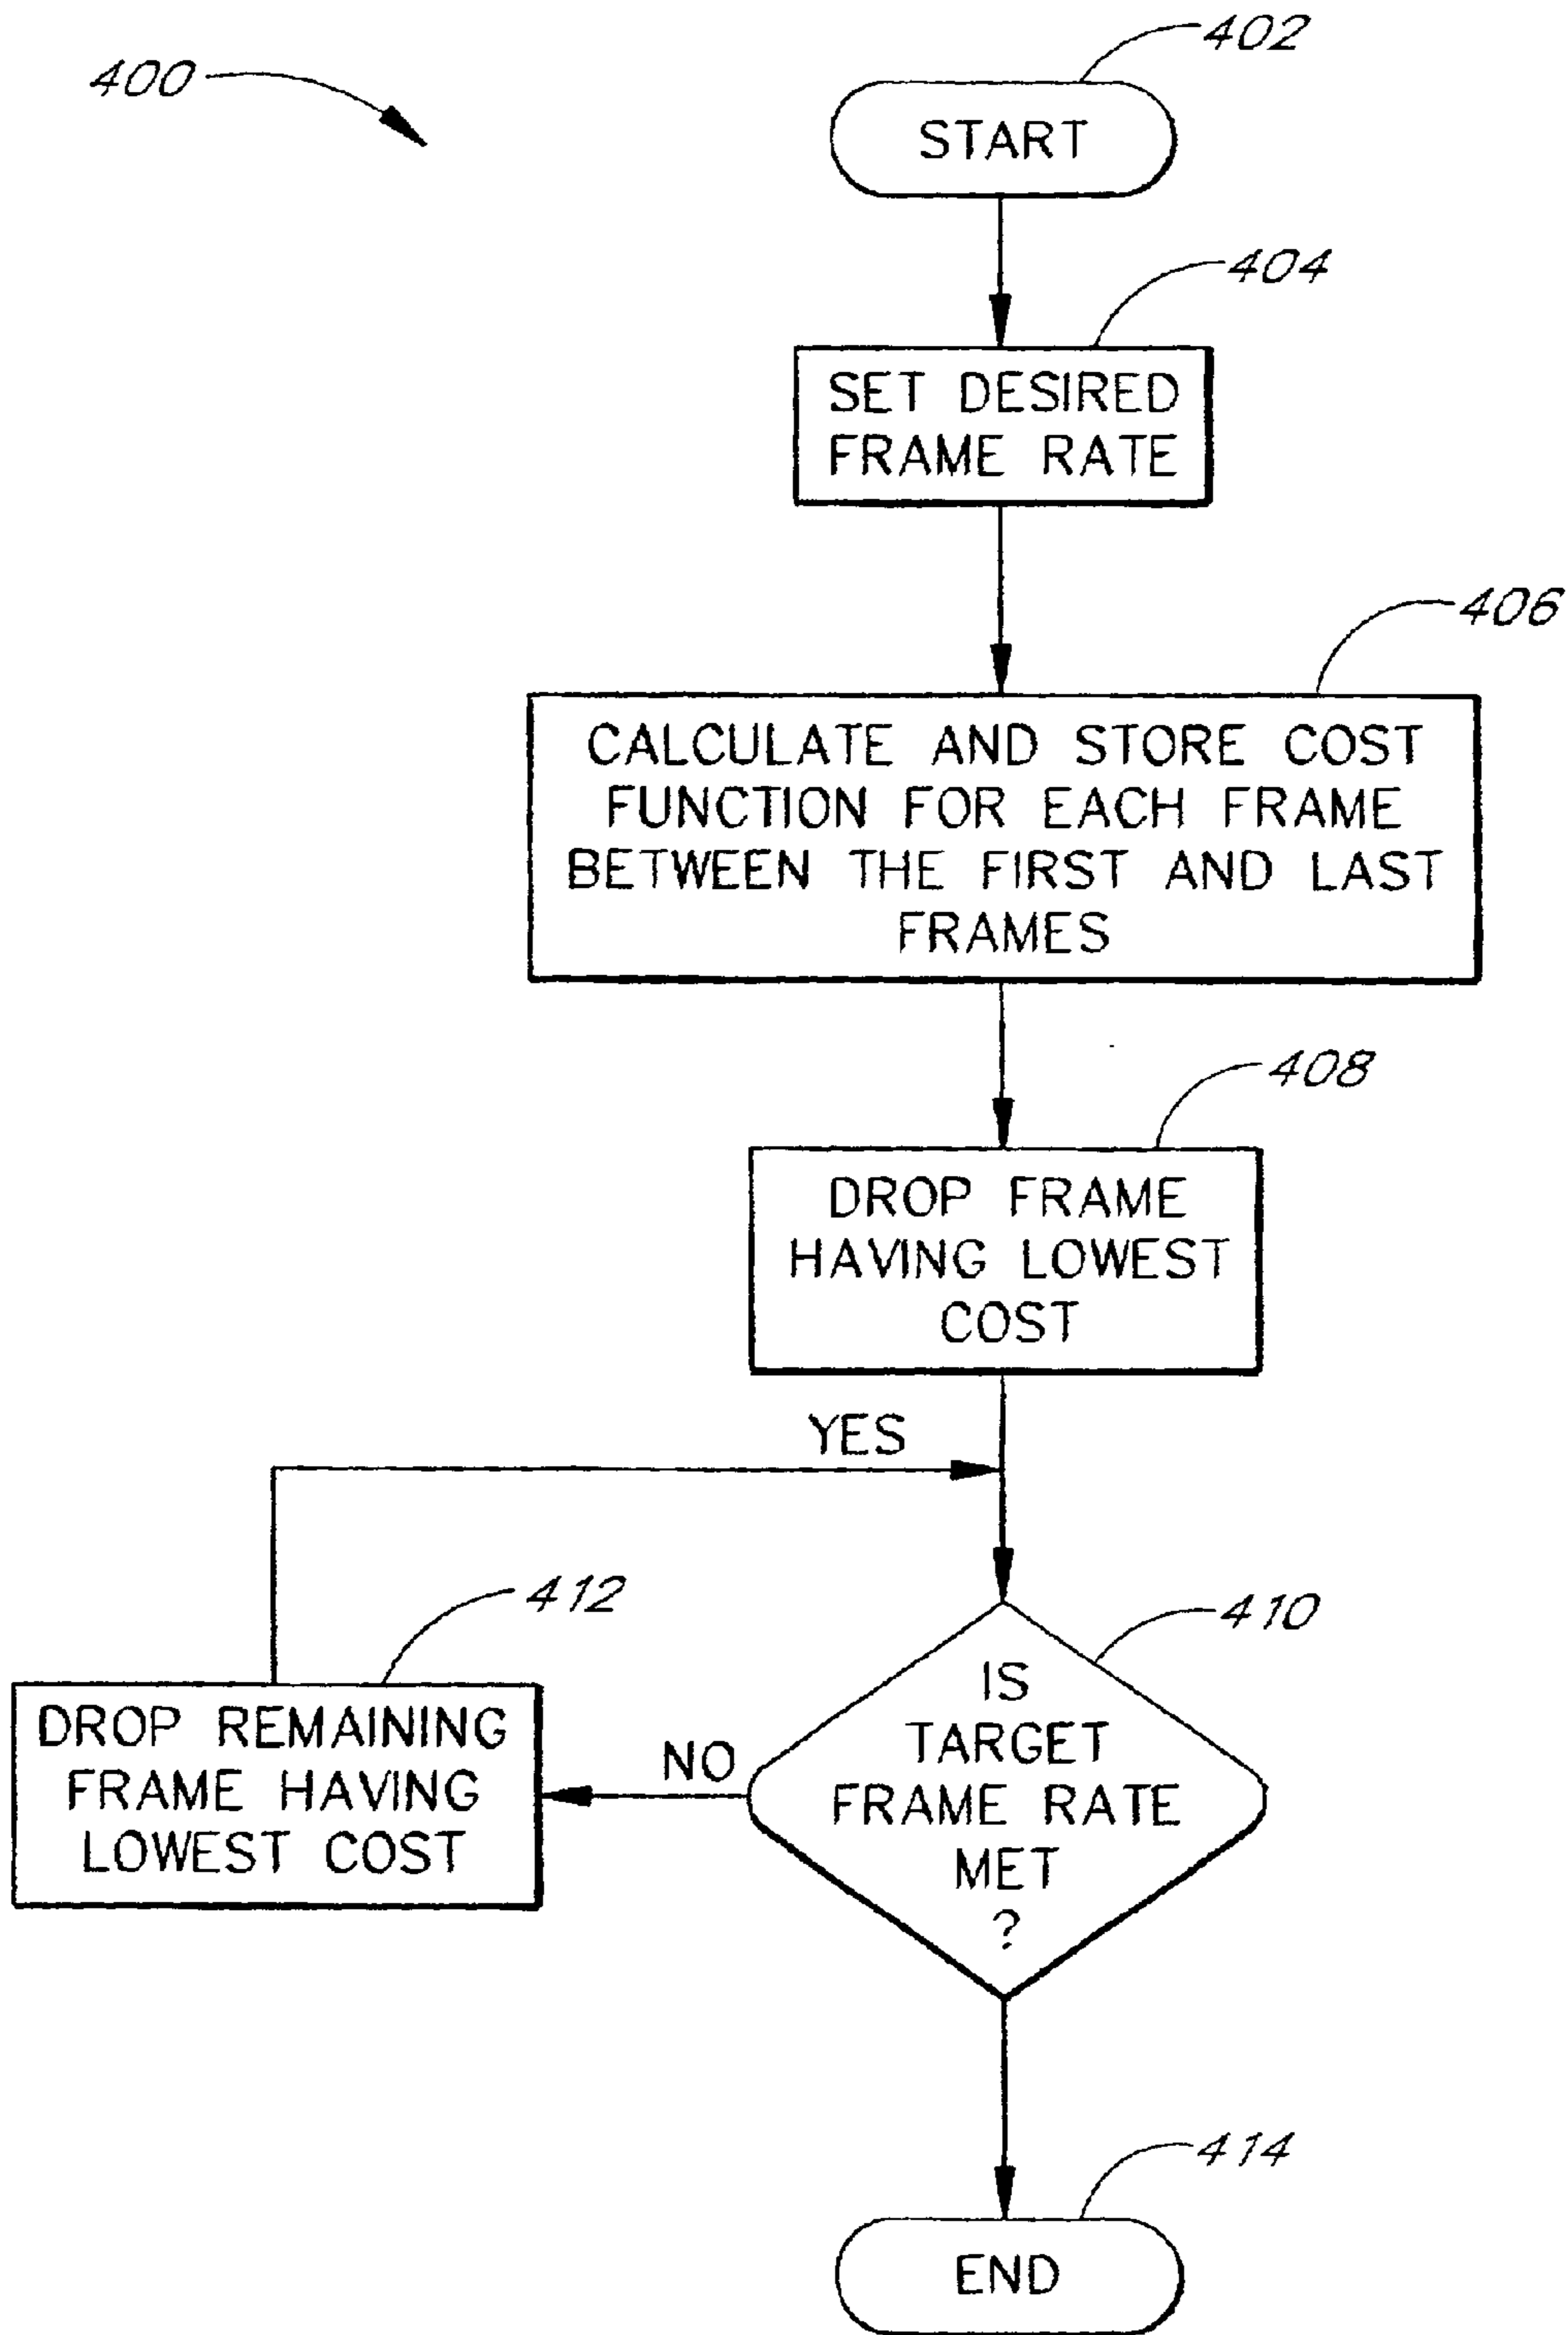 400
402
START
404
SET DESIRED
FRAME RATE
406
CALCULATE AND STORE COST
FUNCTION FOR EACH FRAME
BETWEEN THE FIRST AND LAST
FRAMES
408
DROP FRAME
HAVING LOWEST
COST
YES
412
410
DROP REMAINING
FRAME HAVING
LOWEST COST
NO
IS
TARGET
FRAME RATE
MET
?
414
END